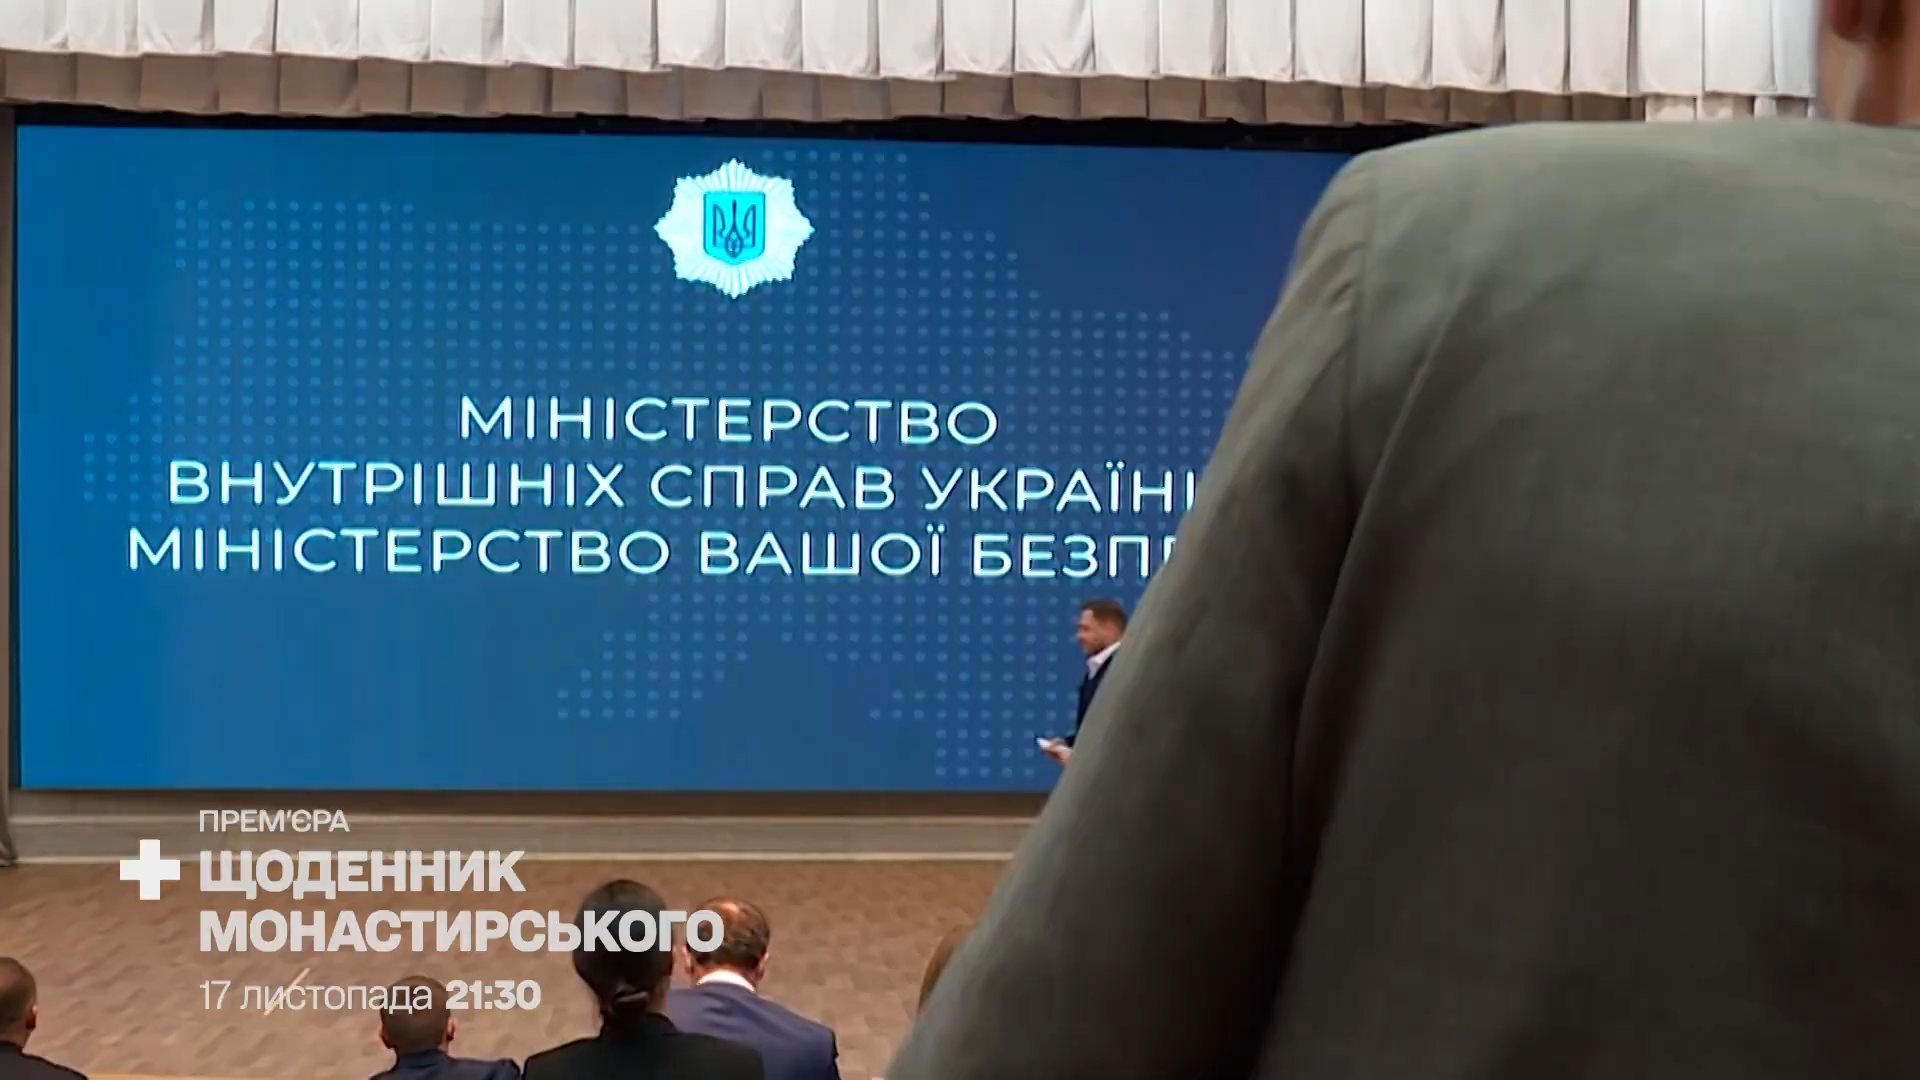 МІНІСТЕРСТВО
ВНУТРІШНІХ СПРАВ УКРАЇНИ
МІНІСТЕРСТВО ВАШОЇ
ПРЕМ'ЄРА
ЩОДЕННИК
МОНАСТИРСЬКОГО
17 листопада 21:30